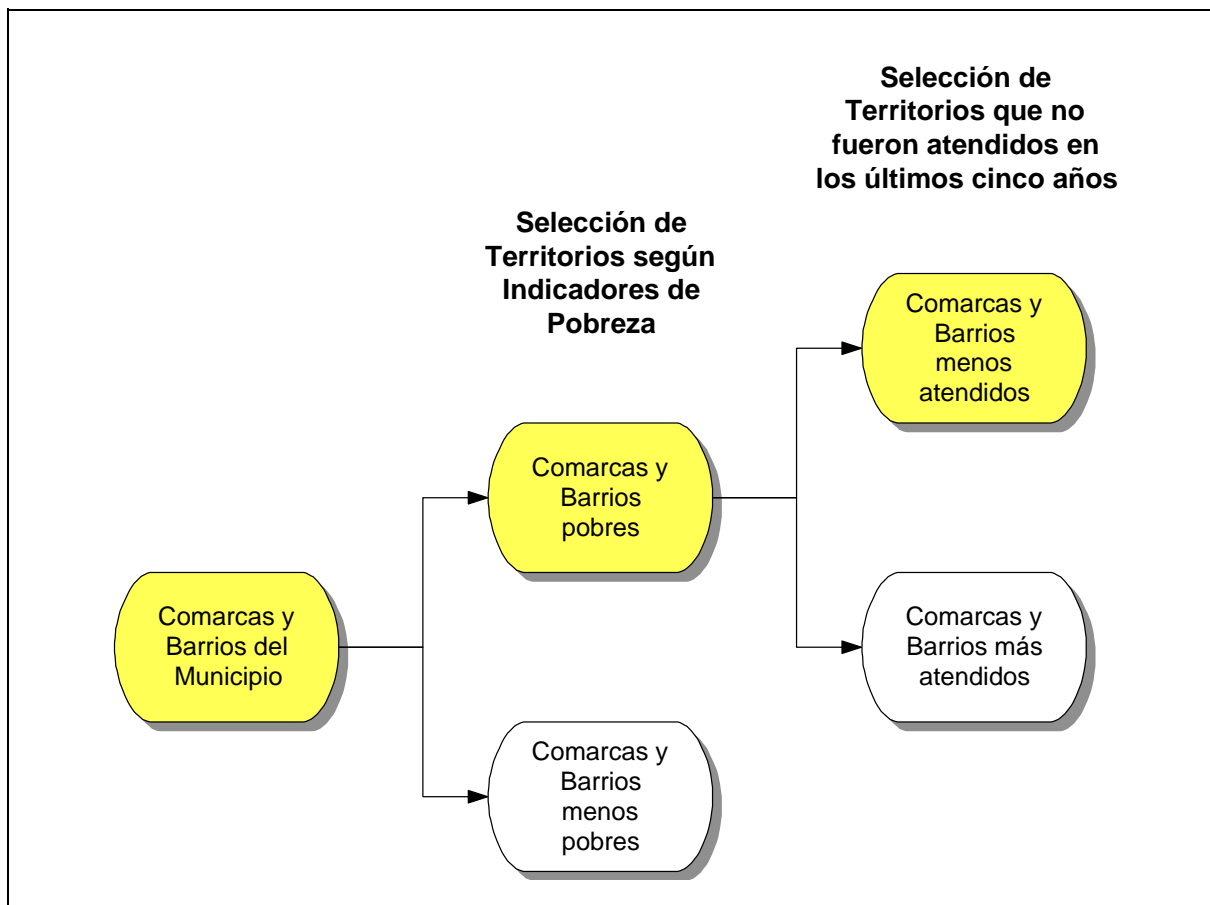 Selección de
Territorios que no
fueron atendidos en
los últimos cinco años
Selección de
Territorios según
Indicadores de
Pobreza
Comarcas y
Barrios
menos
atendidos
Comarcas y
Barrios
pobres
Comarcas y
Barrios del
Municipio
Comarcas y
Barrios más
atendidos
Comarcas y
Barrios
menos
pobres